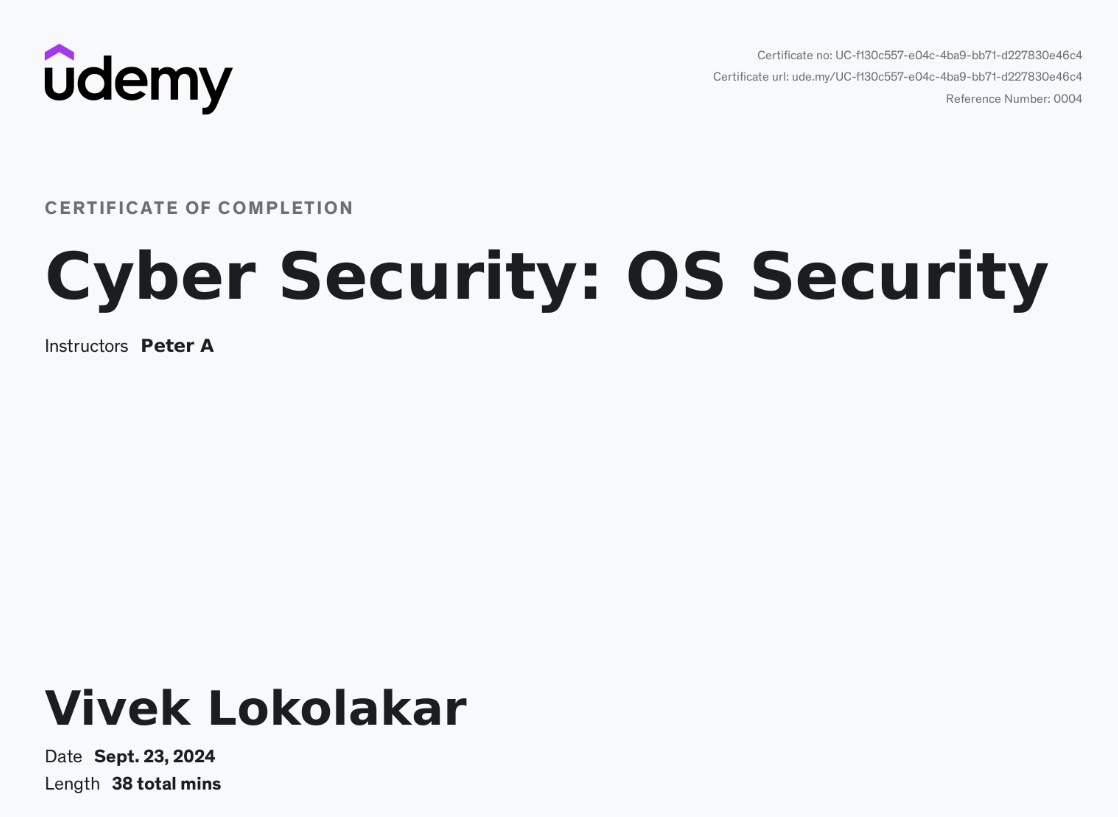 udemy
Certificate no: UC-f130c557-e04c-4ba9-bb71-d227830e46c4
Certificate url: ude.my/UC-f130c557-e04c-4ba9-bb71-d227830e46c4
Reference Number: 0004
CERTIFICATE OF COMPLETION
Cyber Security: OS Security
Instructors Peter A
Vivek Lokolakar
Date Sept. 23, 2024
Length 38 total mins